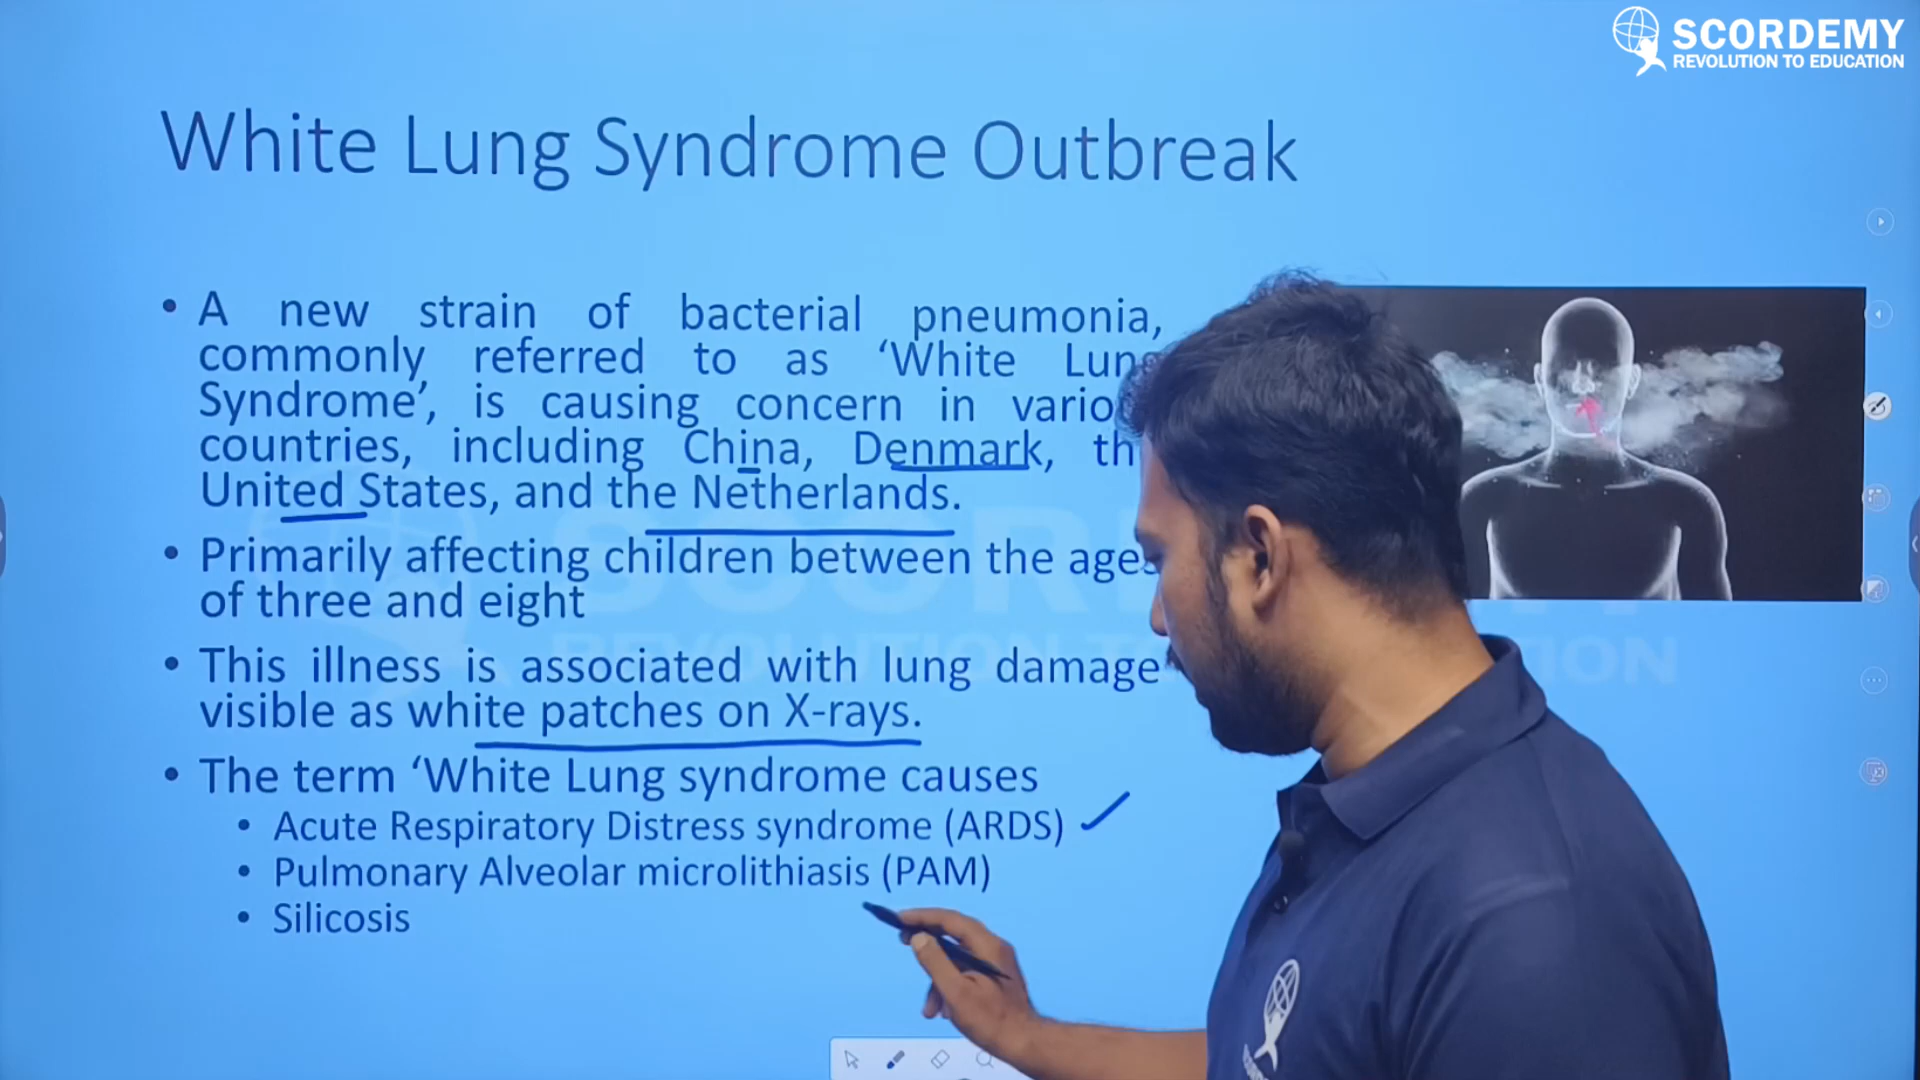 SCORDEMY
REVOLUTION TO EDUCATION
White Lung Syndrome Outbreak
• A new strain of bacterial pneumonia,
commonly referred to as ‘White Lung
Syndrome’, is causing concern in
countries, including China, Denmark,
United States, and the Netherlands.
• Primarily affecting children between the ages
of three and eight
• This illness is associated with lung damage
visible as white patches on X-rays.
• The term ‘White Lung syndrome causes
• Acute Respiratory Distress syndrome (ARDS)
• Pulmonary Alveolar microlithiasis (PAM)
• Silicosis